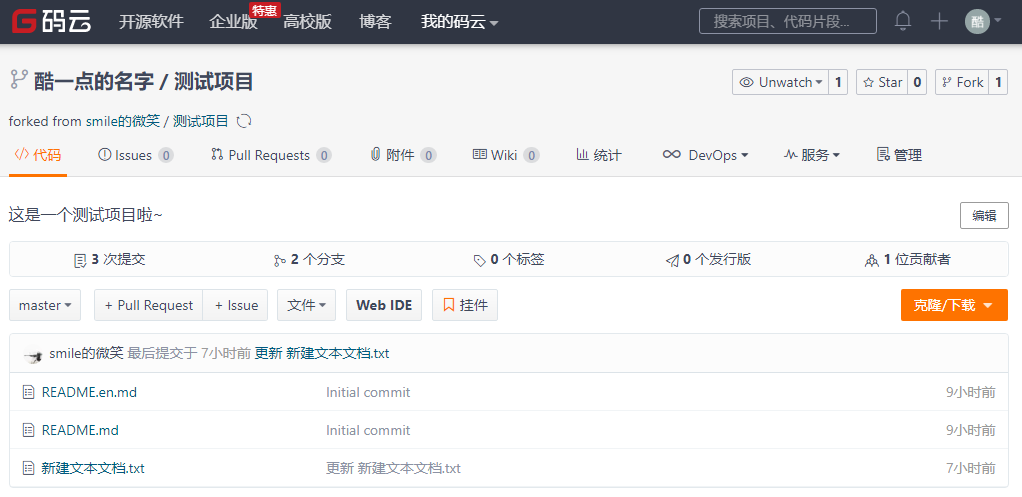 码云 开源软件 企业版 特惠 高校版 博客 我的码云 搜索项目、代码片段... 酷
酷一点的名字 / 测试项目 Unwatch 1 Star 0 Fork 1
forked from smile的微笑 / 测试项目
代码 Issues 0 Pull Requests 0 附件 0 Wiki 0 统计 DevOps 服务 管理
这是一个测试项目啦~ 编辑
3 次提交 2 个分支 0 个标签 0 个发行版 1 位贡献者
master + Pull Request + Issue 文件 Web IDE 挂件 克隆/下载
smile的微笑 最后提交于 7小时前 更新 新建文本文档.txt
README.en.md Initial commit 9小时前
README.md Initial commit 9小时前
新建文本文档.txt 更新 新建文本文档.txt 7小时前